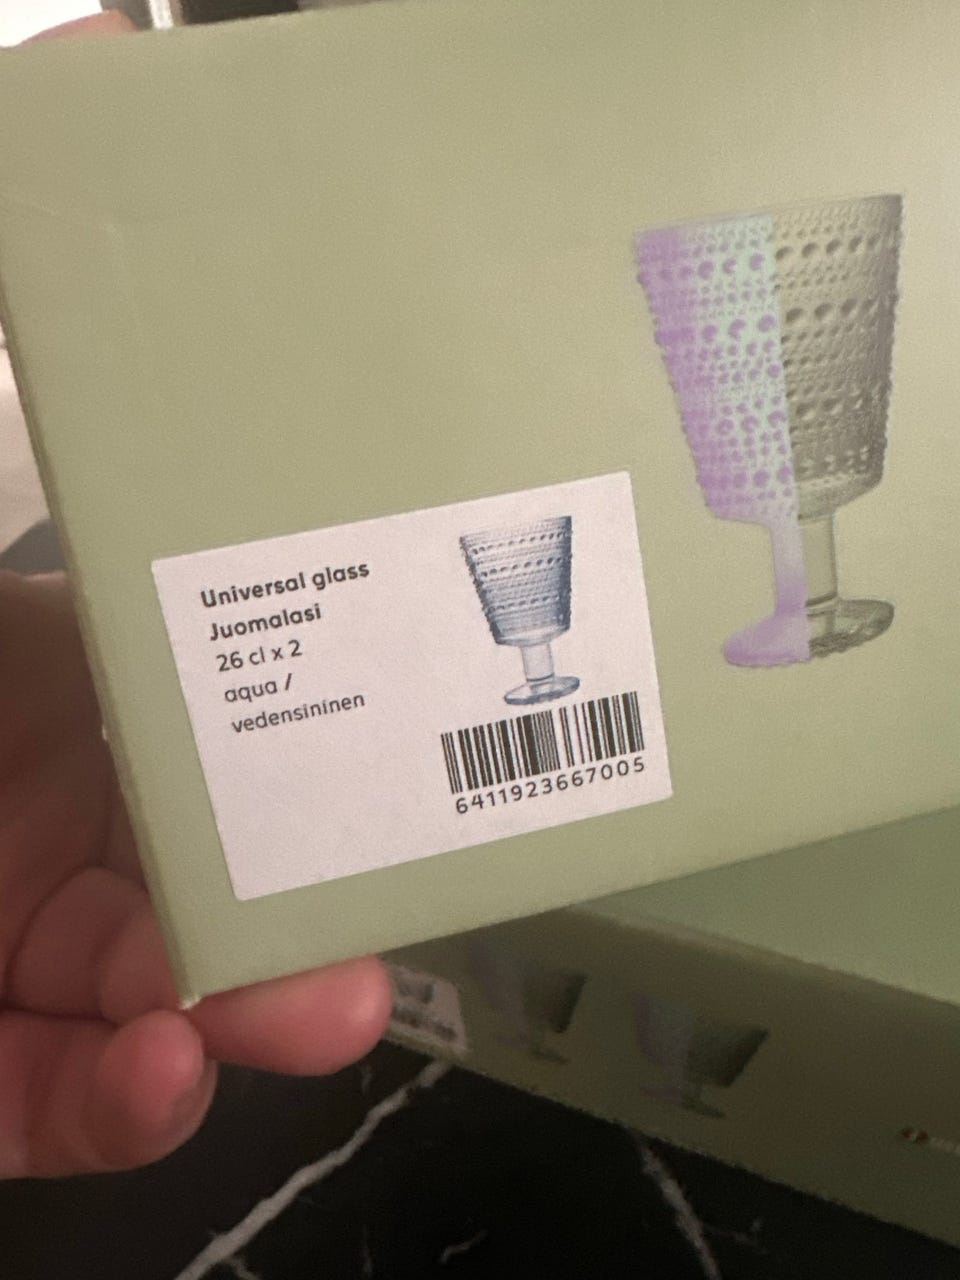 Universal glass
Juomalasi
26 cl x 2
aqua /
vedensininen
6411923667005